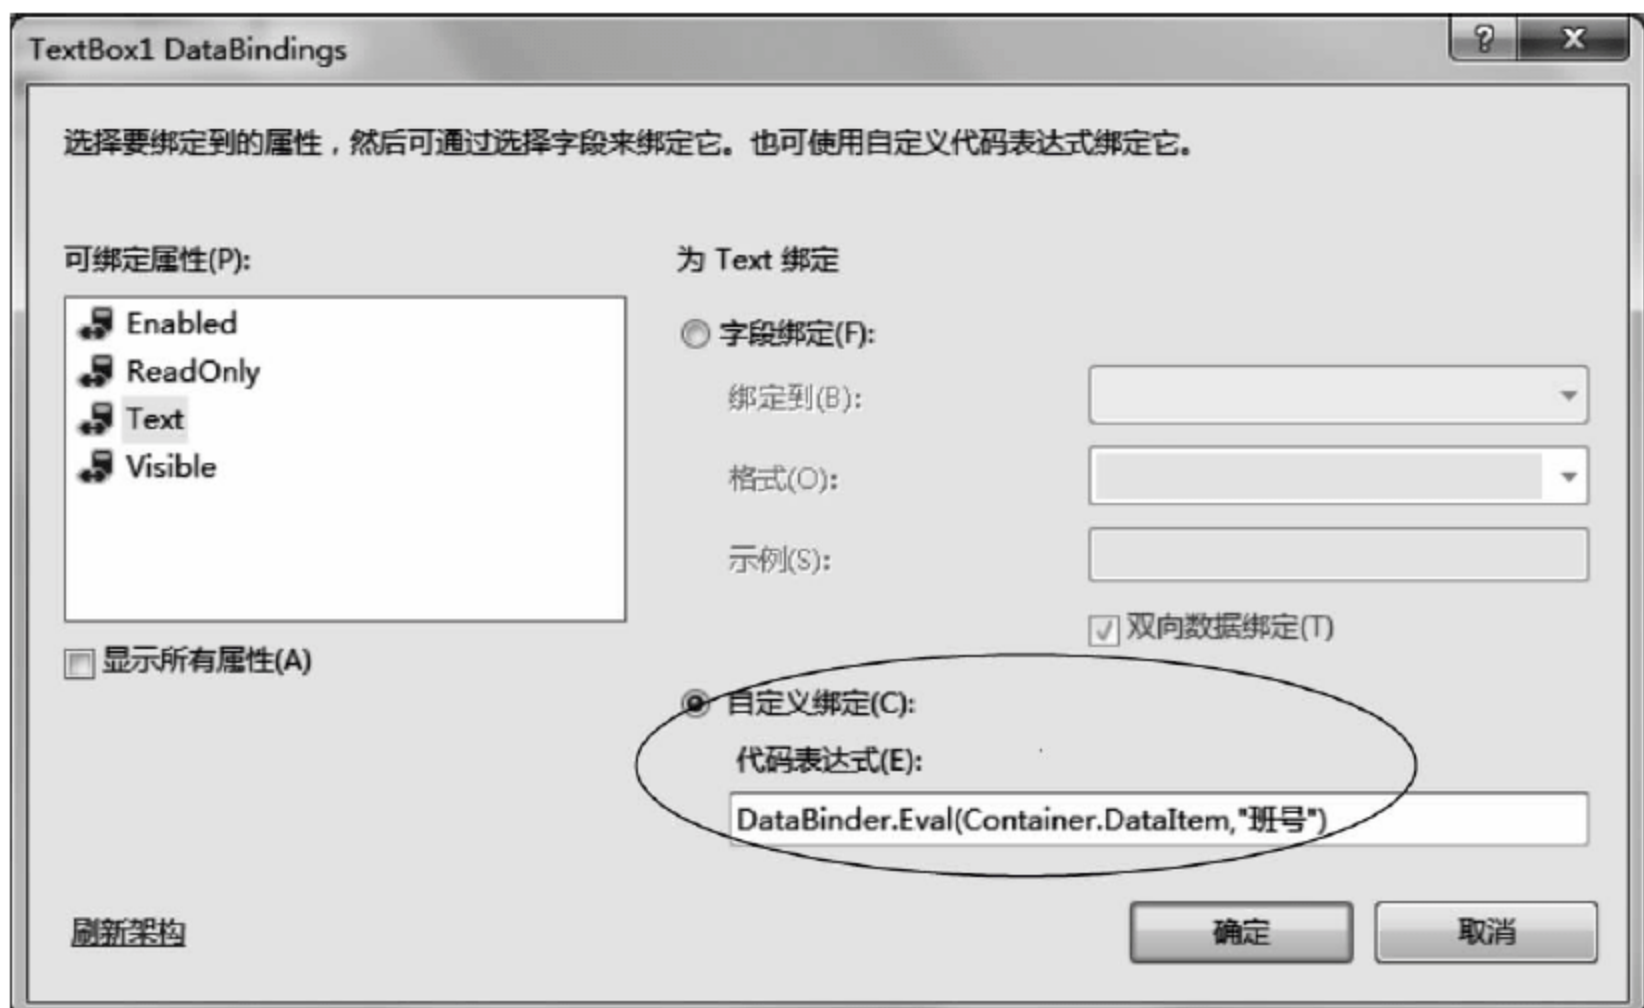 TextBox1 DataBindings
选择要绑定到的属性，然后可通过选择字段来绑定它。也可使用自定义代码表达式绑定它。
可绑定属性(P):
Enabled
ReadOnly
Text
Visible
显示所有属性(A)
为 Text 绑定
字段绑定(F):
绑定到(B):
格式(O):
示例(S):
双向数据绑定(T)
自定义绑定(C):
代码表达式(E):
DataBinder.Eval(Container.DataItem,"班号")
刷新架构
确定
取消